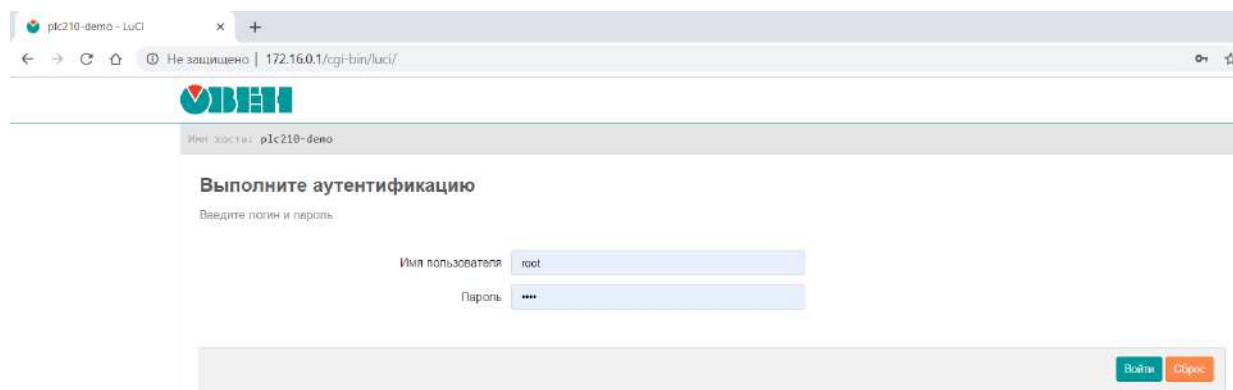 plc210-demo - LuCI
Не защищено | 172.16.0.1/cgi-bin/luci/
ОВЕН
Имя хоста: plc210-demo
Выполните аутентификацию
Введите логин и пароль
Имя пользователя root
Пароль ••••
Войти Сброс